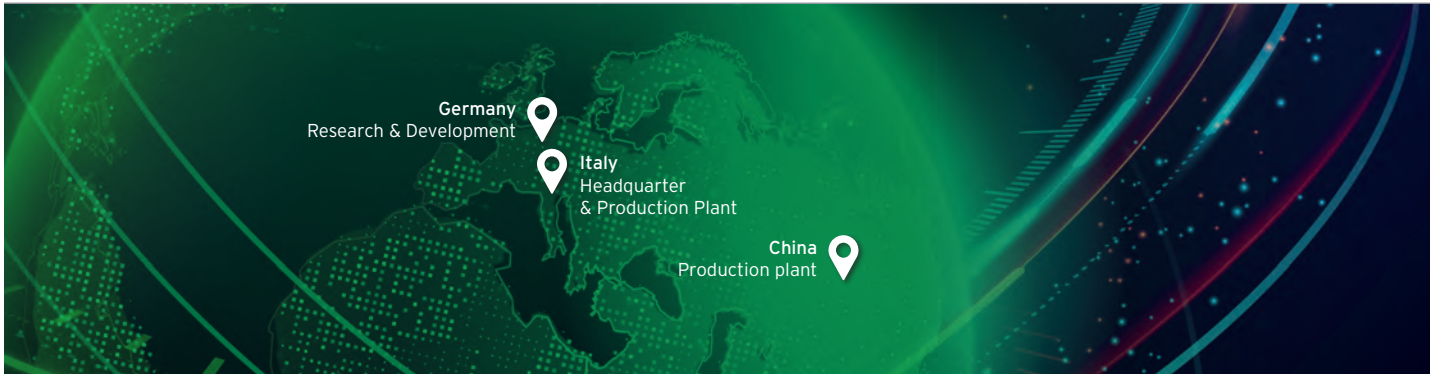 Germany
Research & Development
Italy
Headquarter
& Production Plant
China
Production plant